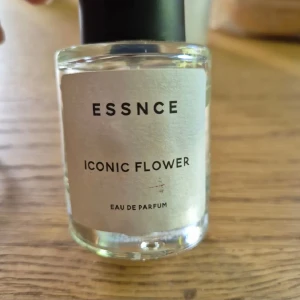 ESSNCE
ICONIC FLOWER
EAU DE PARFUM